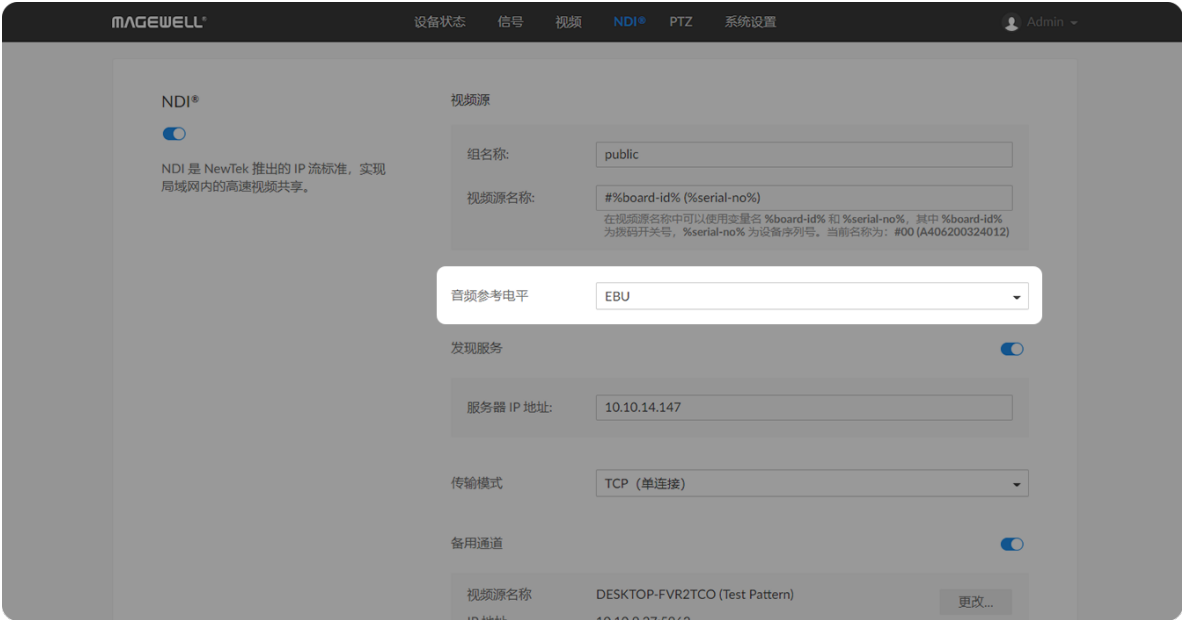 MAGEWELL®
设备状态 信号 视频 NDI® PTZ 系统设置 Admin
NDI®
NDI 是 NewTek 推出的 IP 流标准，实现
局域网内的高速视频共享。
视频源
组名称: public
视频源名称: #%board-id% (%serial-no%)
在视频源名称中可以使用变量名 %board-id% 和 %serial-no%，其中 %board-id%
为拨码开关号，%serial-no% 为设备序列号。当前名称为：#00 (A406200324012)
音频参考电平 EBU
发现服务
服务器 IP 地址: 10.10.14.147
传输模式 TCP（单连接）
备用通道
视频源名称 DESKTOP-FVR2TCO (Test Pattern)
更改...